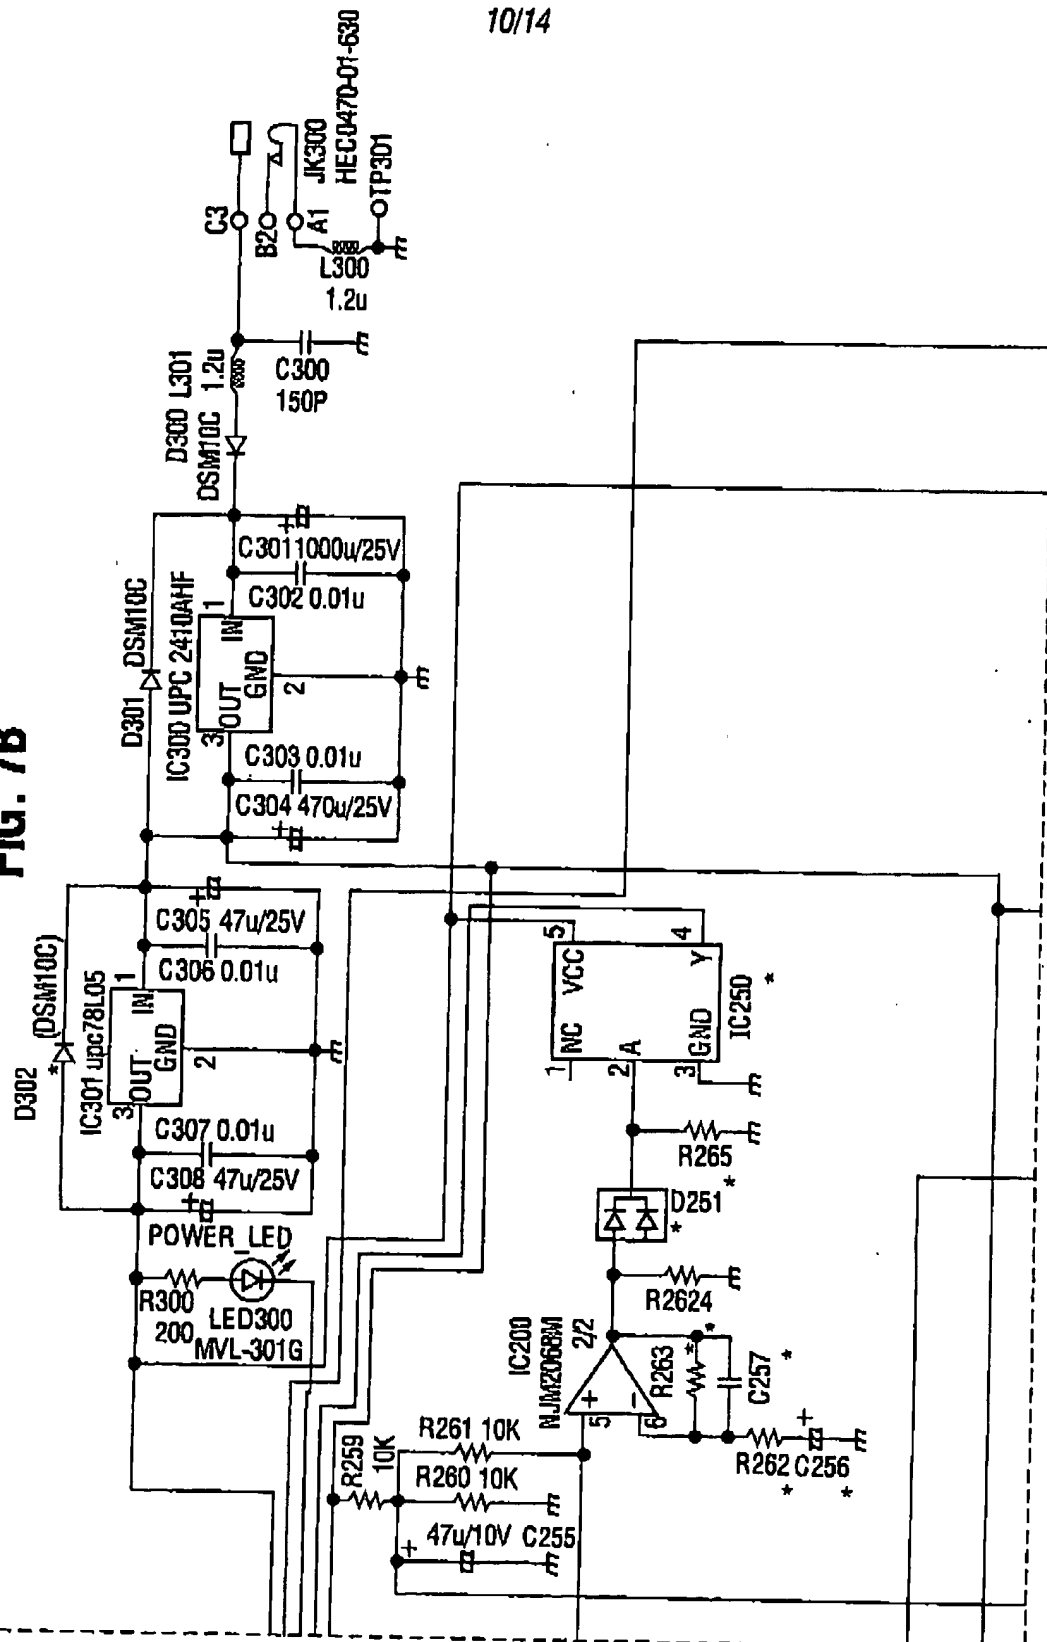 10/14
FIG. 7B
C3
B2
A1
JK300
HEC0470-01-630
TP301
L300
1.2u
C300
150P
D300 L301
DSM10C 1.2u
C301 1000u/25V
C302 0.01u
D301 DSM10C
IC300 UPC 2410AHF
1
IN
GND
2
OUT
3
C303 0.01u
C304 470u/25V
+
+
+
C305 47u/25V
C306 0.01u
D302 (DSM10C)
*
IC301 upc78L05
1
IN
GND
2
OUT
3
C307 0.01u
C308 47u/25V
+
POWER_LED
R300
200
LED300
MVL-301G
5
4
VCC
Y
NC
A
GND
1
2
3
IC250
*
R265
*
D251
*
R2624
*
IC200
NJM2068M
2/2
+
-
5
6
R263
*
C257
*
R262
*
+
C256
*
R261 10K
R259
10K
R260 10K
47u/10V C255
+